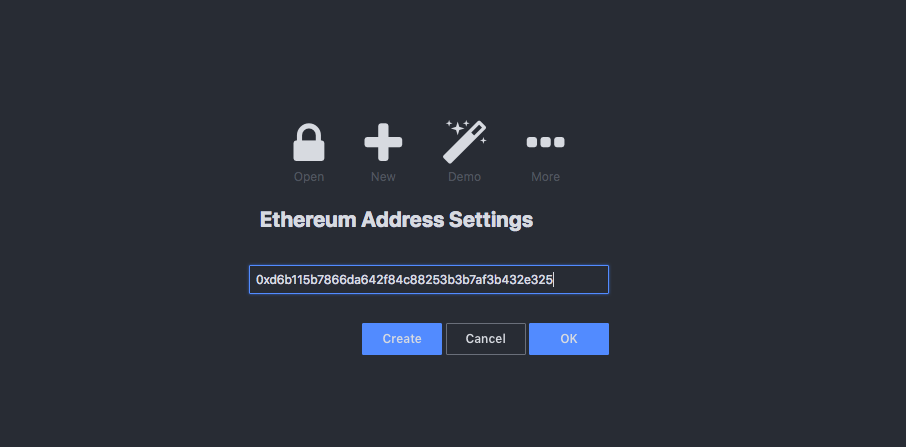 Open New Demo More
Ethereum Address Settings
0xd6b115b7866da642f84c88253b3b7af3b432e325
Create Cancel OK